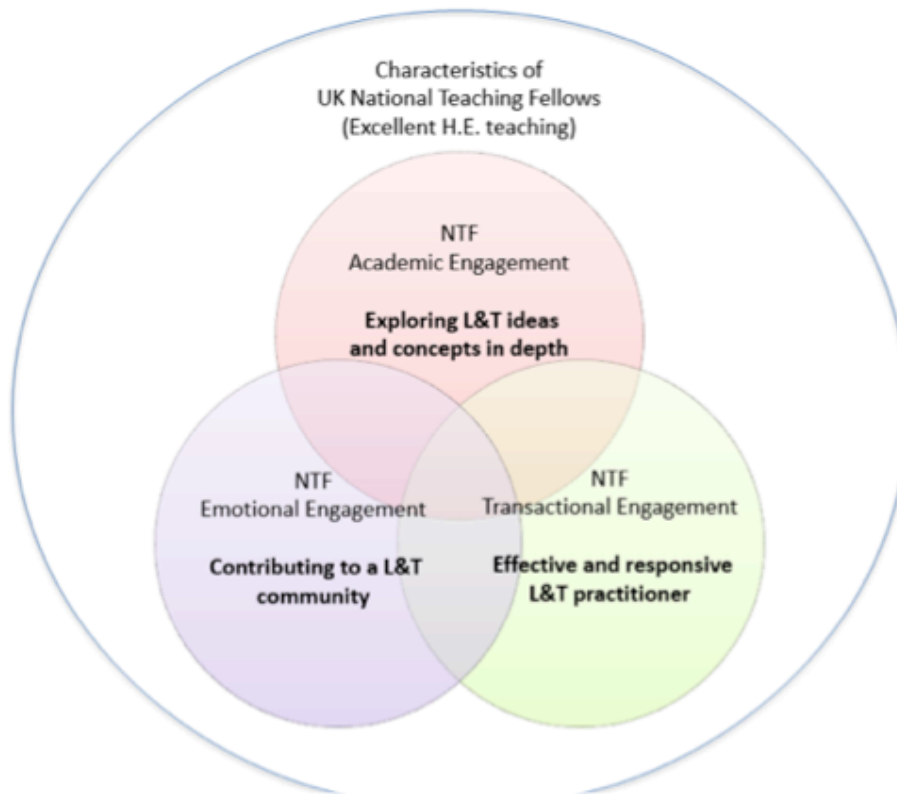 Characteristics of
UK National Teaching Fellows
(Excellent H.E. teaching)
NTF
Academic Engagement
Exploring L&T ideas
and concepts in depth
NTF
Emotional Engagement
Contributing to a L&T
community
NTF
Transactional Engagement
Effective and responsive
L&T practitioner